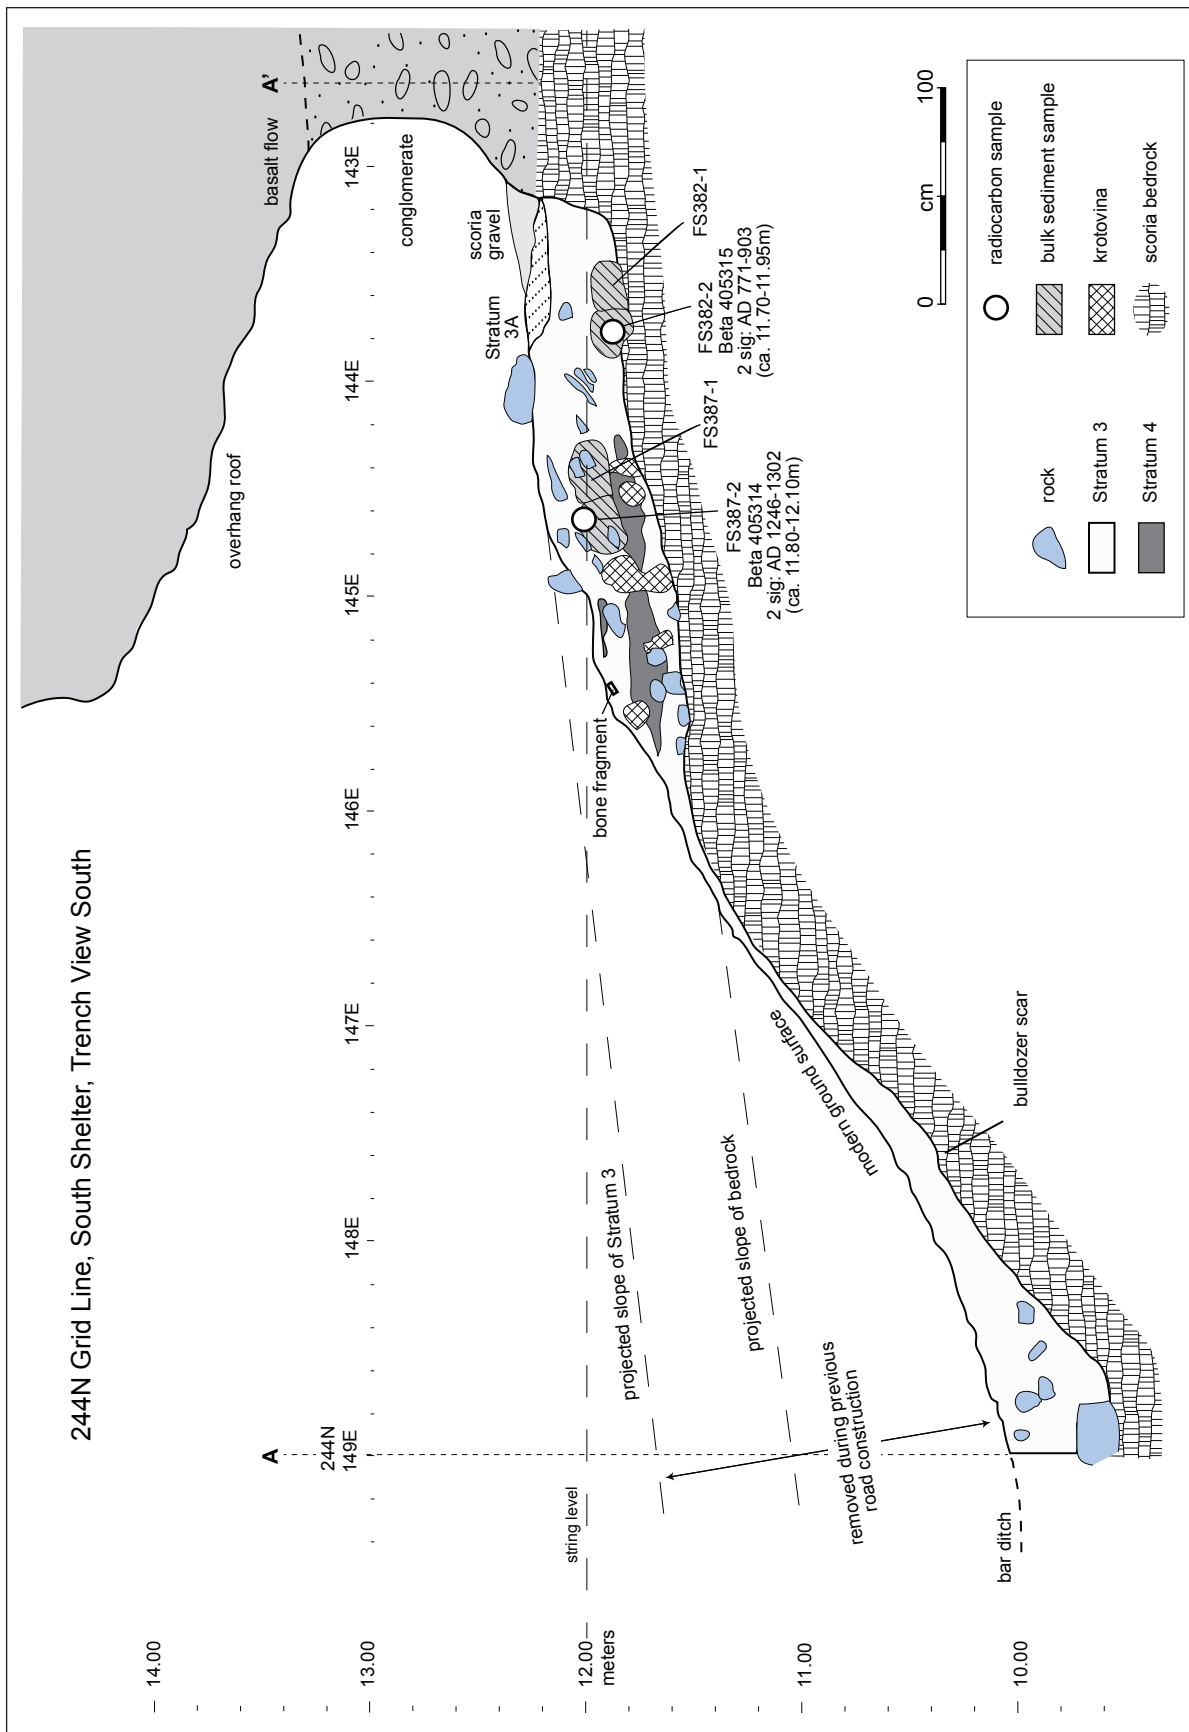 244N Grid Line, South Shelter, Trench View South
14.00
13.00
12.00
meters
11.00
10.00
A
244N
149E
148E
147E
146E
145E
144E
143E
A'
string level
overhang roof
basalt flow
conglomerate
scoria
gravel
Stratum
3A
bone fragment
projected slope of Stratum 3
projected slope of bedrock
removed during previous
road construction
modern ground surface
bar ditch
bulldozer scar
FS387-2
Beta 405314
2 sig: AD 1246-1302
(ca. 11.80-12.10m)
FS387-1
FS382-2
Beta 405315
2 sig: AD 771-903
(ca. 11.70-11.95m)
FS382-1
0
cm
100
rock
Stratum 3
Stratum 4
radiocarbon sample
bulk sediment sample
krotovina
scoria bedrock